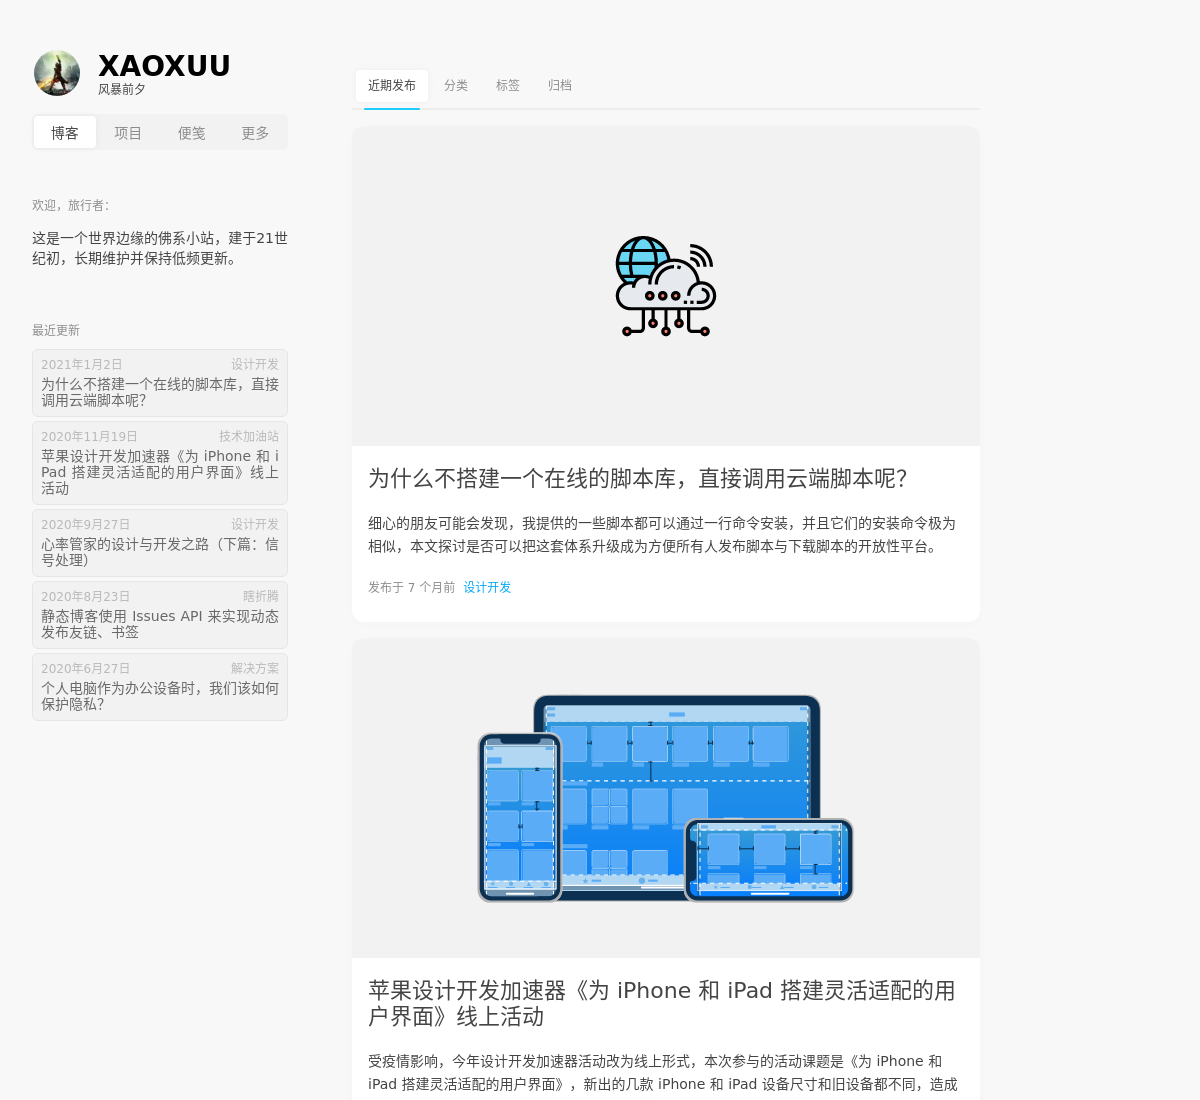 XAOXUU
风暴前夕
博客
项目
便笺
更多
欢迎，旅行者：
这是一个世界边缘的佛系小站，建于21世
纪初，长期维护并保持低频更新。
最近更新
2021年1月2日
设计开发
为什么不搭建一个在线的脚本库，直接
调用云端脚本呢？
2020年11月19日
技术加油站
苹果设计开发加速器《为 iPhone 和 i
Pad 搭建灵活适配的用户界面》线上
活动
2020年9月27日
设计开发
心率管家的设计与开发之路（下篇：信
号处理）
2020年8月23日
瞎折腾
静态博客使用 Issues API 来实现动态
发布友链、书签
2020年6月27日
解决方案
个人电脑作为办公设备时，我们该如何
保护隐私？
近期发布
分类
标签
归档
为什么不搭建一个在线的脚本库，直接调用云端脚本呢？
细心的朋友可能会发现，我提供的一些脚本都可以通过一行命令安装，并且它们的安装命令极为
相似，本文探讨是否可以把这套体系升级成为方便所有人发布脚本与下载脚本的开放性平台。
发布于 7 个月前
设计开发
苹果设计开发加速器《为 iPhone 和 iPad 搭建灵活适配的用
户界面》线上活动
受疫情影响，今年设计开发加速器活动改为线上形式，本次参与的活动课题是《为 iPhone 和
iPad 搭建灵活适配的用户界面》，新出的几款 iPhone 和 iPad 设备尺寸和旧设备都不同，造成